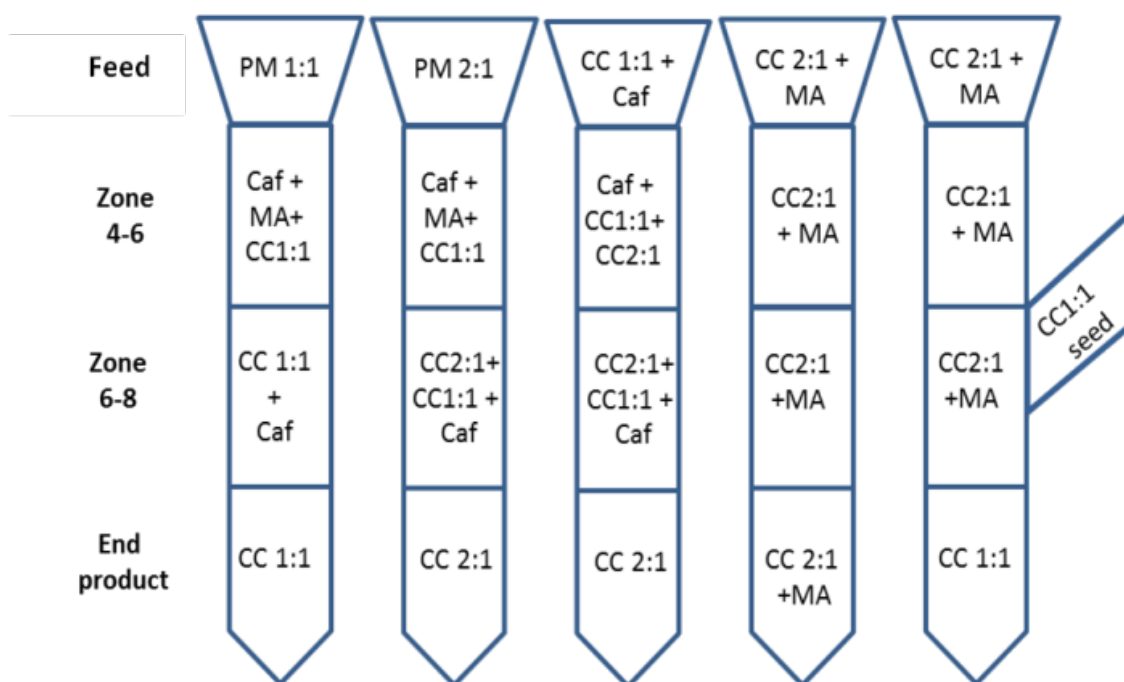 Feed
PM 1:1
PM 2:1
CC 1:1 +
Caf
CC 2:1 +
MA
CC 2:1 +
MA
Zone
4-6
Caf +
MA+
CC1:1
Caf +
MA+
CC1:1
Caf +
CC1:1+
CC2:1
CC2:1
+ MA
CC2:1
+ MA
CC1:1
seed
Zone
6-8
CC 1:1
+
Caf
CC2:1+
CC1:1 +
Caf
CC2:1+
CC1:1 +
Caf
CC2:1
+MA
CC2:1
+MA
End
product
CC 1:1
CC 2:1
CC 2:1
CC 2:1
+MA
CC 1:1